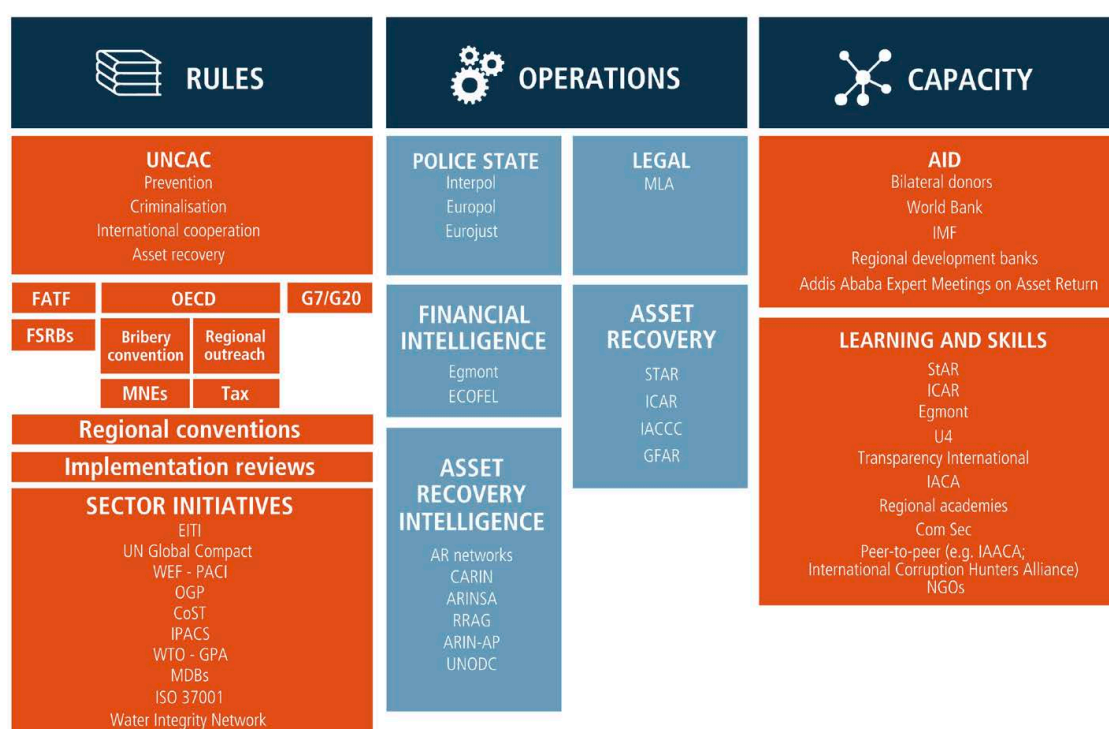 RULES
UNCAC
Prevention
Criminalisation
International cooperation
Asset recovery
FATF
OECD
G7/G20
FSRBs
Bribery
convention
Regional
outreach
MNEs
Tax
Regional conventions
Implementation reviews
SECTOR INITIATIVES
EITI
UN Global Compact
WEF - PACI
OGP
CoST
IPACS
WTO - GPA
MDBs
ISO 37001
Water Integrity Network
OPERATIONS
POLICE STATE
Interpol
Europol
Eurojust
LEGAL
MLA
FINANCIAL
INTELLIGENCE
Egmont
ECOFEL
ASSET
RECOVERY
STAR
ICAR
IACCC
GFAR
ASSET
RECOVERY
INTELLIGENCE
AR networks
CARIN
ARINSA
RRAG
ARIN-AP
UNODC
CAPACITY
AID
Bilateral donors
World Bank
IMF
Regional development banks
Addis Ababa Expert Meetings on Asset Return
LEARNING AND SKILLS
StAR
ICAR
Egmont
U4
Transparency International
IACA
Regional academies
Com Sec
Peer-to-peer (e.g. IAACA;
International Corruption Hunters Alliance)
NGOs